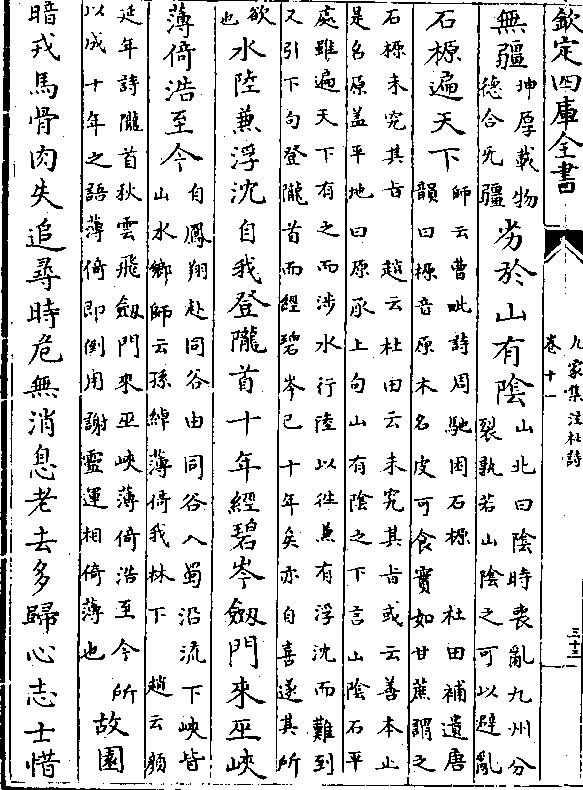 欽定四庫全書
九家集注杜詩
卷十一
三十三
無疆
坤厚載物
德合无疆
劣於山有陰
山北曰陰時喪亂九州分
裂孰若山陰之可以避亂
石榞遍天下
師云曹毗詩周馳困石榞　杜田補遺唐
韻曰榞音原木名皮可食實如甘蕉謂之
石榞未究其旨　趙云杜田云未究其旨或云善本止
是名原蓋平地曰原承上句山有陰之下言山陰石平
處雖遍天下有之而涉水行陸以徃兼有浮沈而難到
又引下句登隴首而經碧岑已十年矣亦自喜遂其所
欲
也
水陸兼浮沈自我登隴首十年經碧岑劔門來巫峽
薄倚浩至今
自鳳翔赴同谷由同谷入蜀沿流下峽皆
山水鄉師云孫綽薄倚我林下　趙云顔
延年詩隴首秋雲飛劔門來巫峽薄倚浩至今所
以成十年之語薄倚即倒用謝靈運相倚薄也
故園
暗戎馬骨肉失追尋時危無消息老去多歸心志士惜